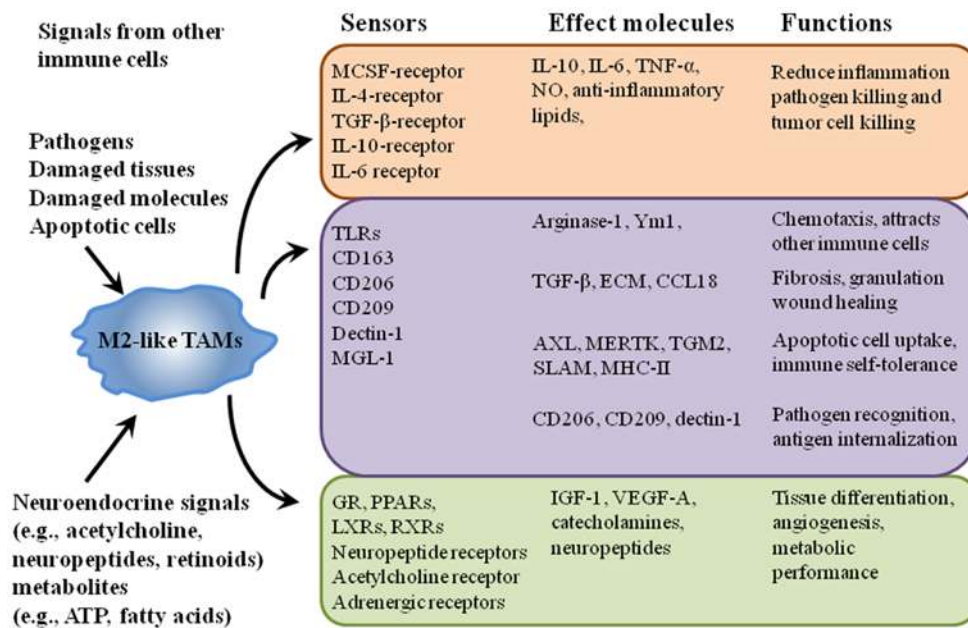 Signals from other
immune cells
Pathogens
Damaged tissues
Damaged molecules
Apoptotic cells
M2-like TAMs
Neuroendocrine signals
(e.g., acetylcholine,
neuropeptides, retinoids)
metabolites
(e.g., ATP, fatty acids)
Sensors
Effect molecules
Functions
MCSF-receptor
IL-4-receptor
TGF-β-receptor
IL-10-receptor
IL-6 receptor
IL-10, IL-6, TNF-α,
NO, anti-inflammatory
lipids,
Reduce inflammation
pathogen killing and
tumor cell killing
TLRs
CD163
CD206
CD209
Dectin-1
MGL-1
Arginase-1, Ym1,
Chemotaxis, attracts
other immune cells
TGF-β, ECM, CCL18
Fibrosis, granulation
wound healing
AXL, MERTK, TGM2,
SLAM, MHC-II
Apoptotic cell uptake,
immune self-tolerance
CD206, CD209, dectin-1
Pathogen recognition,
antigen internalization
GR, PPARs,
LXRs, RXRs
Neuropeptide receptors
Acetylcholine receptor
Adrenergic receptors
IGF-1, VEGF-A,
catecholamines,
neuropeptides
Tissue differentiation,
angiogenesis,
metabolic
performance